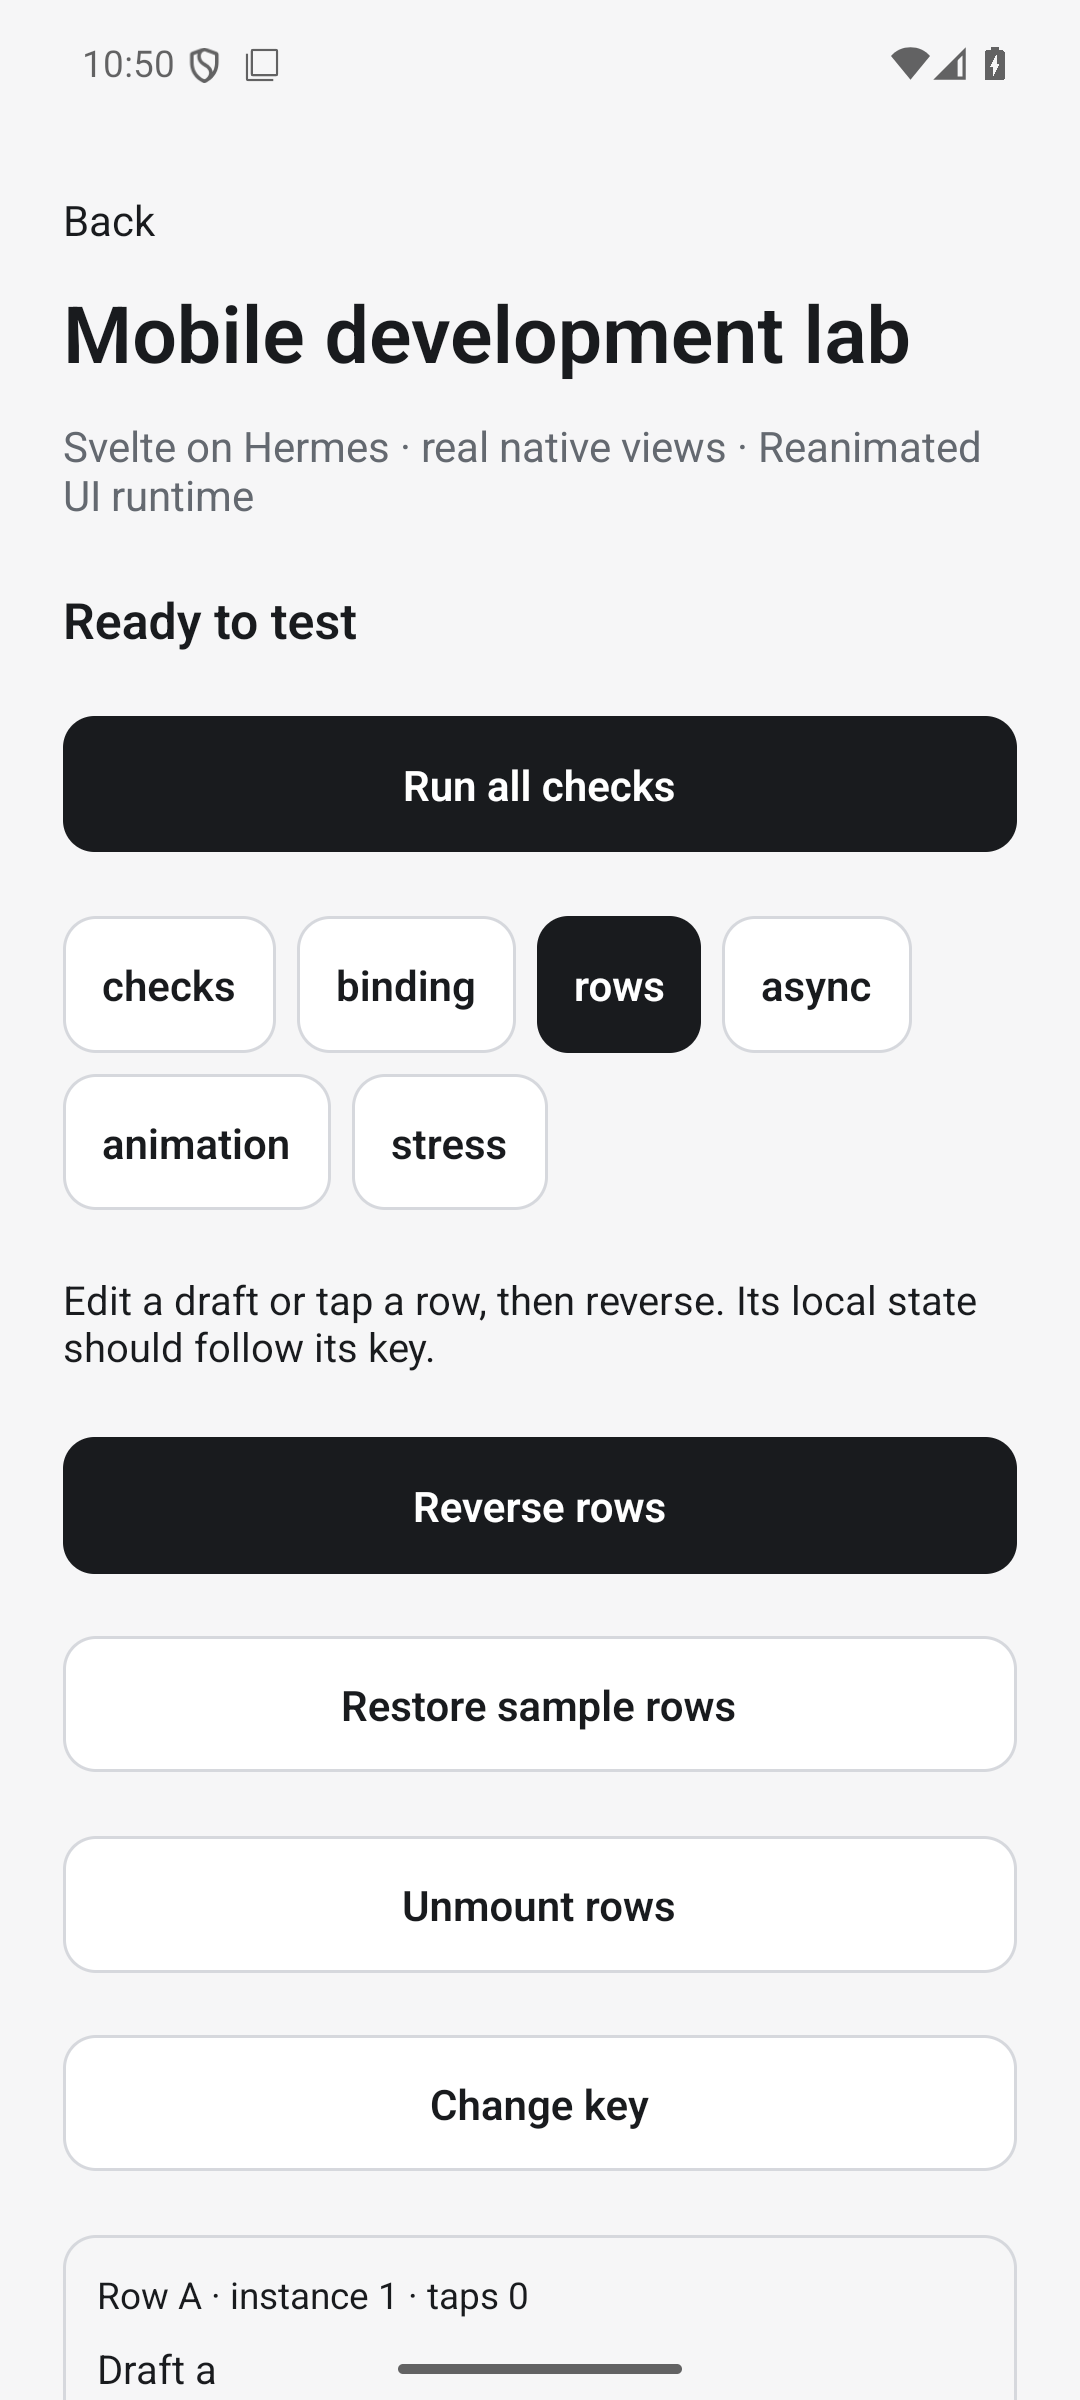 10:50
Back
Mobile development lab
Svelte on Hermes · real native views · Reanimated
UI runtime
Ready to test
Run all checks
checks
binding
rows
async
animation
stress
Edit a draft or tap a row, then reverse. Its local state
should follow its key.
Reverse rows
Restore sample rows
Unmount rows
Change key
Row A · instance 1 · taps 0
Draft a